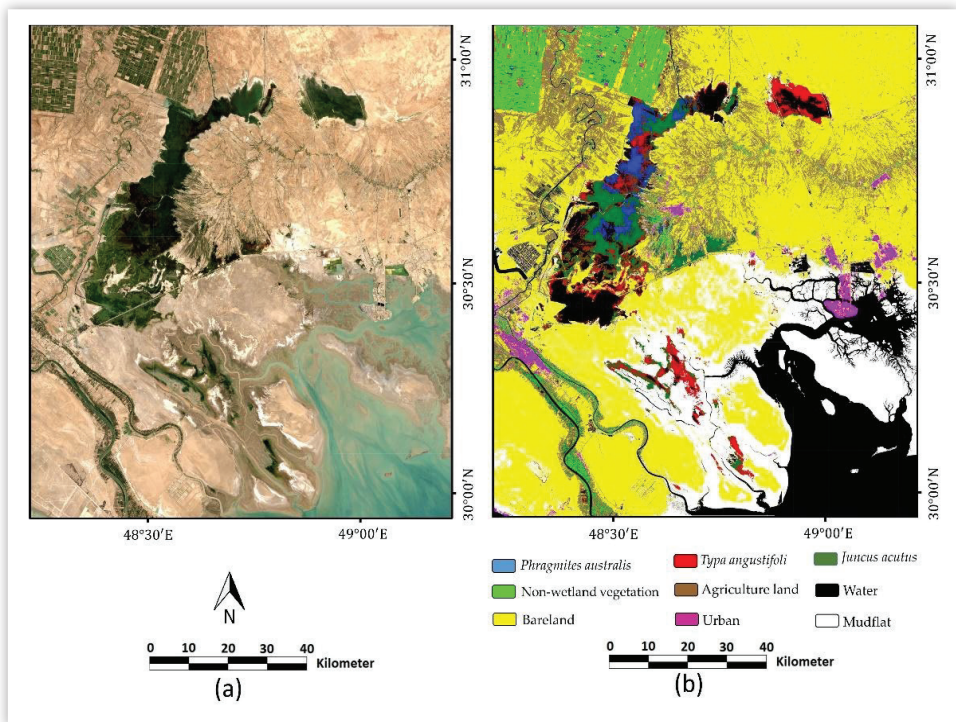 31°00'N
30°30'N
30°00'N
48°30'E
49°00'E
31°00'N
30°30'N
30°00'N
48°30'E
49°00'E
Phragmites australis
Typa angustifoli
Juncus acutus
Non-wetland vegetation
Agriculture land
Water
Bareland
Urban
Mudflat
N
0 10 20 30 40
Kilometer
(a)
0 10 20 30 40
Kilometer
(b)